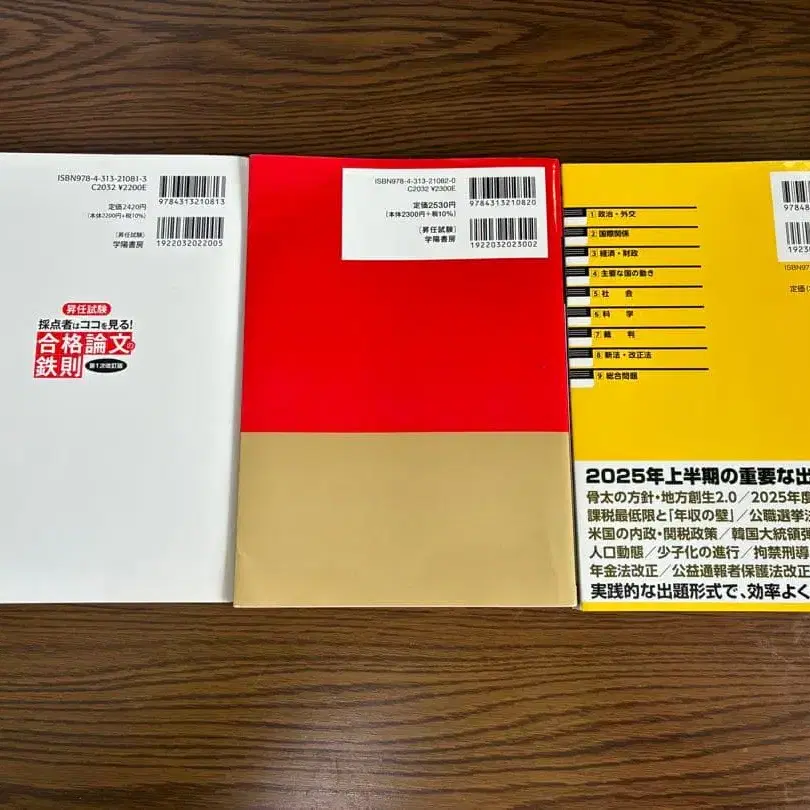 ISBN978-4-313-21081-3
C2032 ¥2200E
定価2420円
(本体2200円+税10%)
〔昇任試験〕
学陽書房
9784313210813
1922032022005
昇任試験
採点者はココを見る!
合格論文の
鉄則
第1次改訂版
ISBN978-4-313-21082-0
C2032 ¥2300E
定価2530円
(本体2300円+税10%)
〔昇任試験〕
学陽書房
9784313210820
1922032023002
1 政治・外交
2 国際関係
3 経済・財政
4 主要な国の動き
5 社 会
6 科 学
7 裁 判
8 新法・改正法
9 総合問題
9784
1923
ISBN97
定価(
2025年上半期の重要な出
骨太の方針・地方創生2.0/2025年度
課税最低限と「年収の壁」/公職選挙法
米国の内政・関税政策/韓国大統領弾
人口動態/少子化の進行/拘禁刑導
年金法改正/公益通報者保護法改正
実践的な出題形式で、効率よく